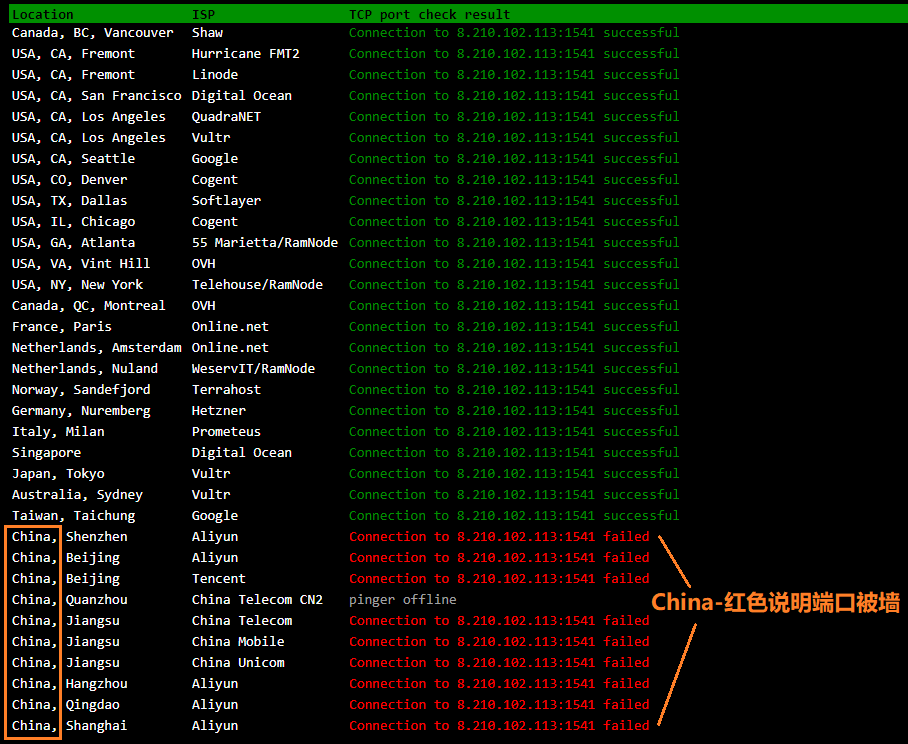 Location ISP TCP port check result
Canada, BC, Vancouver Shaw Connection to 8.210.102.113:1541 successful
USA, CA, Fremont Hurricane FMT2 Connection to 8.210.102.113:1541 successful
USA, CA, Fremont Linode Connection to 8.210.102.113:1541 successful
USA, CA, San Francisco Digital Ocean Connection to 8.210.102.113:1541 successful
USA, CA, Los Angeles QuadraNET Connection to 8.210.102.113:1541 successful
USA, CA, Los Angeles Vultr Connection to 8.210.102.113:1541 successful
USA, CA, Seattle Google Connection to 8.210.102.113:1541 successful
USA, CO, Denver Cogent Connection to 8.210.102.113:1541 successful
USA, TX, Dallas Softlayer Connection to 8.210.102.113:1541 successful
USA, IL, Chicago Cogent Connection to 8.210.102.113:1541 successful
USA, GA, Atlanta 55 Marietta/RamNode Connection to 8.210.102.113:1541 successful
USA, VA, Vint Hill OVH Connection to 8.210.102.113:1541 successful
USA, NY, New York Telehouse/RamNode Connection to 8.210.102.113:1541 successful
Canada, QC, Montreal OVH Connection to 8.210.102.113:1541 successful
France, Paris Online.net Connection to 8.210.102.113:1541 successful
Netherlands, Amsterdam Online.net Connection to 8.210.102.113:1541 successful
Netherlands, Nuland WeservIT/RamNode Connection to 8.210.102.113:1541 successful
Norway, Sandefjord Terrahost Connection to 8.210.102.113:1541 successful
Germany, Nuremberg Hetzner Connection to 8.210.102.113:1541 successful
Italy, Milan Prometeus Connection to 8.210.102.113:1541 successful
Singapore Digital Ocean Connection to 8.210.102.113:1541 successful
Japan, Tokyo Vultr Connection to 8.210.102.113:1541 successful
Australia, Sydney Vultr Connection to 8.210.102.113:1541 successful
Taiwan, Taichung Google Connection to 8.210.102.113:1541 successful
China, Shenzhen Aliyun Connection to 8.210.102.113:1541 failed
China, Beijing Aliyun Connection to 8.210.102.113:1541 failed
China, Beijing Tencent Connection to 8.210.102.113:1541 failed
China, Quanzhou China Telecom CN2 pinger offline
China-红色说明端口被墙
China, Jiangsu China Telecom Connection to 8.210.102.113:1541 failed
China, Jiangsu China Mobile Connection to 8.210.102.113:1541 failed
China, Jiangsu China Unicom Connection to 8.210.102.113:1541 failed
China, Hangzhou Aliyun Connection to 8.210.102.113:1541 failed
China, Qingdao Aliyun Connection to 8.210.102.113:1541 failed
China, Shanghai Aliyun Connection to 8.210.102.113:1541 failed